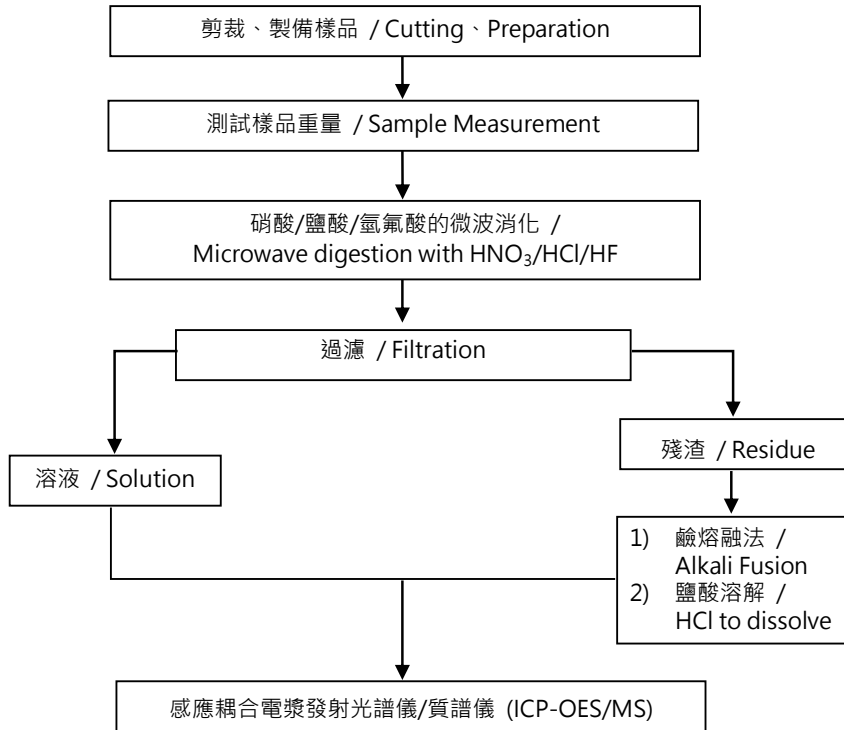 剪裁、製備樣品 / Cutting、Preparation
測試樣品重量 / Sample Measurement
硝酸/鹽酸/氫氟酸的微波消化 /
Microwave digestion with HNO₃/HCl/HF
過濾 / Filtration
溶液 / Solution
殘渣 / Residue
1) 鹼熔融法 /
Alkali Fusion
2) 鹽酸溶解 /
HCl to dissolve
感應耦合電漿發射光譜儀/质譜儀 (ICP-OES/MS)